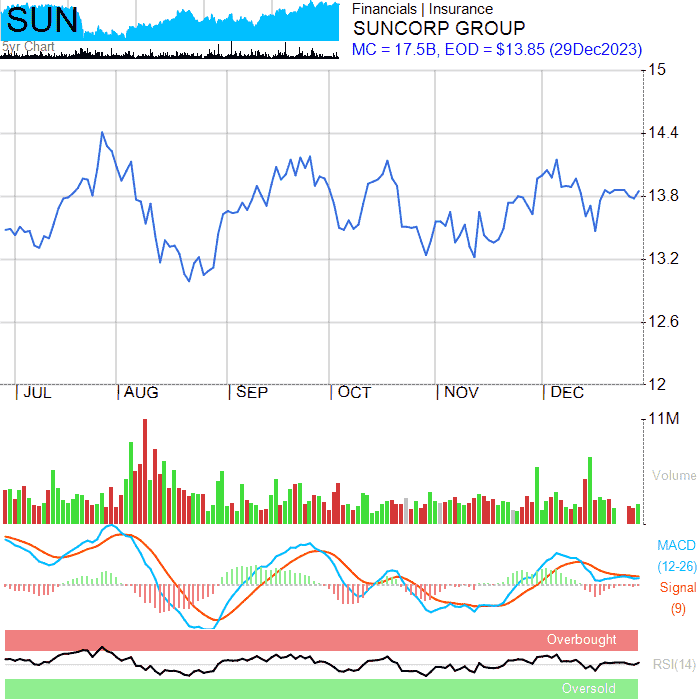 SUN
5yr Chart
Financials | Insurance
SUNCORP GROUP
MC = 17.5B, EOD = $13.85 (29Dec2023)
15
14.4
13.8
13.2
12.6
12
| JUL | AUG | SEP | OCT | NOV | DEC
11M
Volume
MACD
(12-26)
Signal
(9)
Overbought
RSI(14)
Oversold